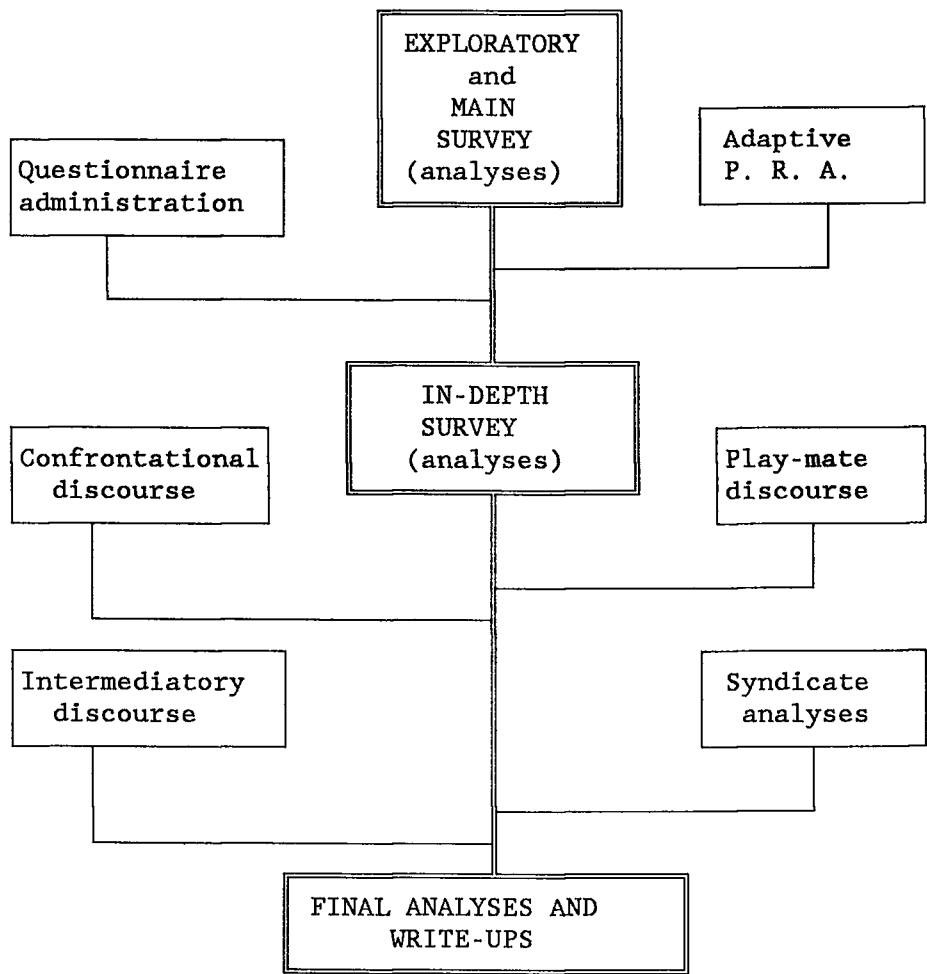 EXPLORATORY
and
MAIN
SURVEY
(analyses)
Questionnaire
administration
Adaptive
P. R. A.
IN-DEPTH
SURVEY
(analyses)
Confrontational
discourse
Play-mate
discourse
Intermediatory
discourse
Syndicate
analyses
FINAL ANALYSES AND
WRITE-UPS